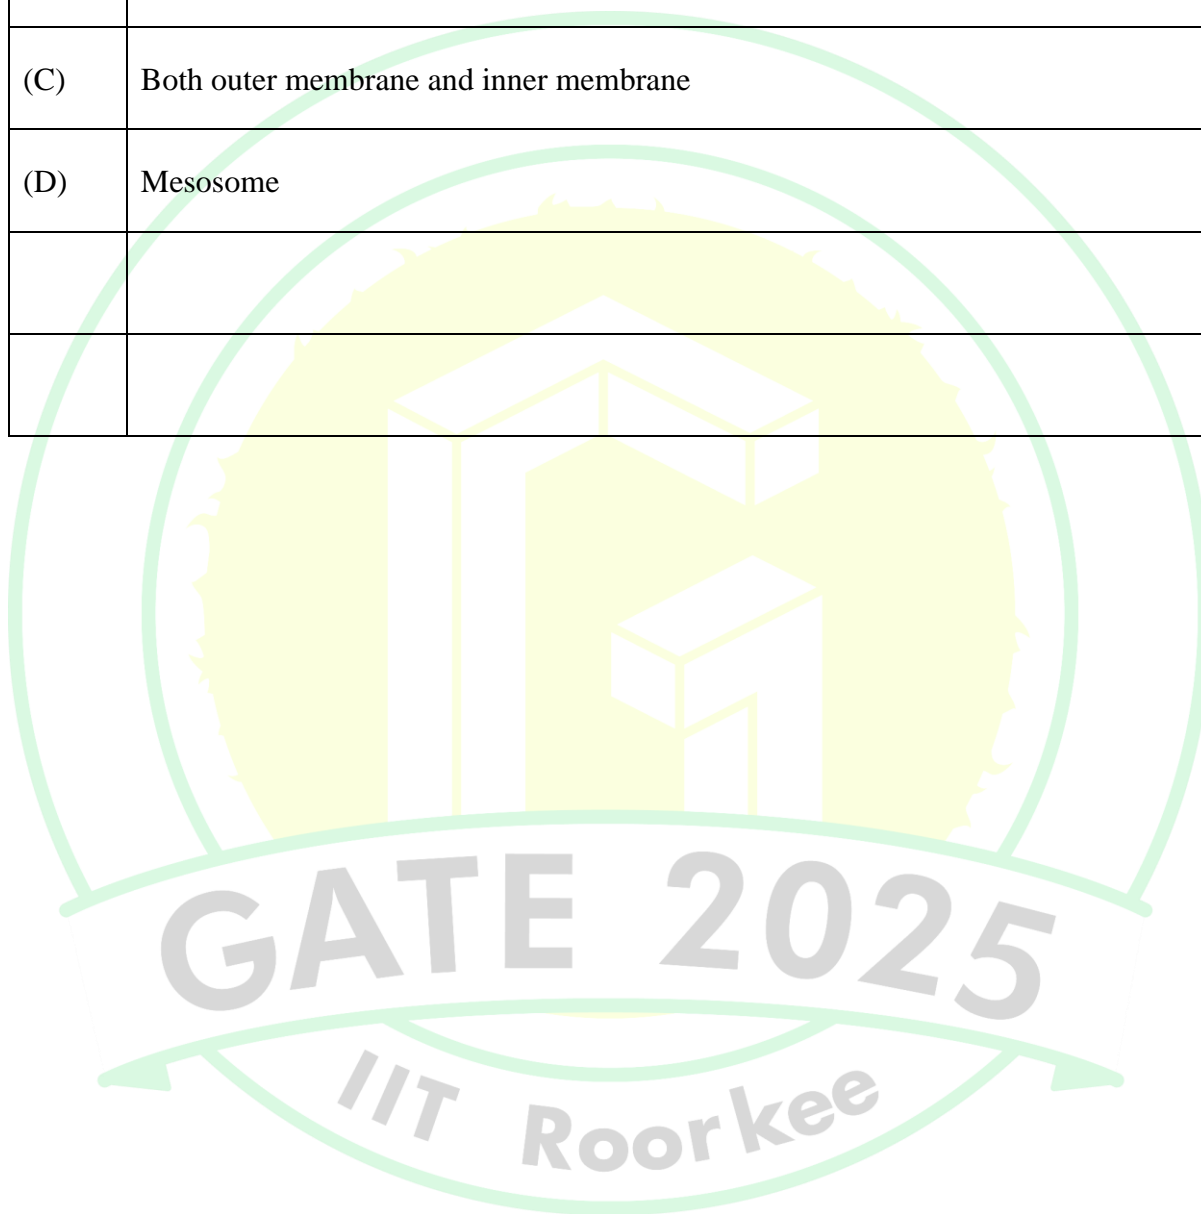 (C) Both outer membrane and inner membrane
(D) Mesosome
GATE 2025
IIT Roorkee